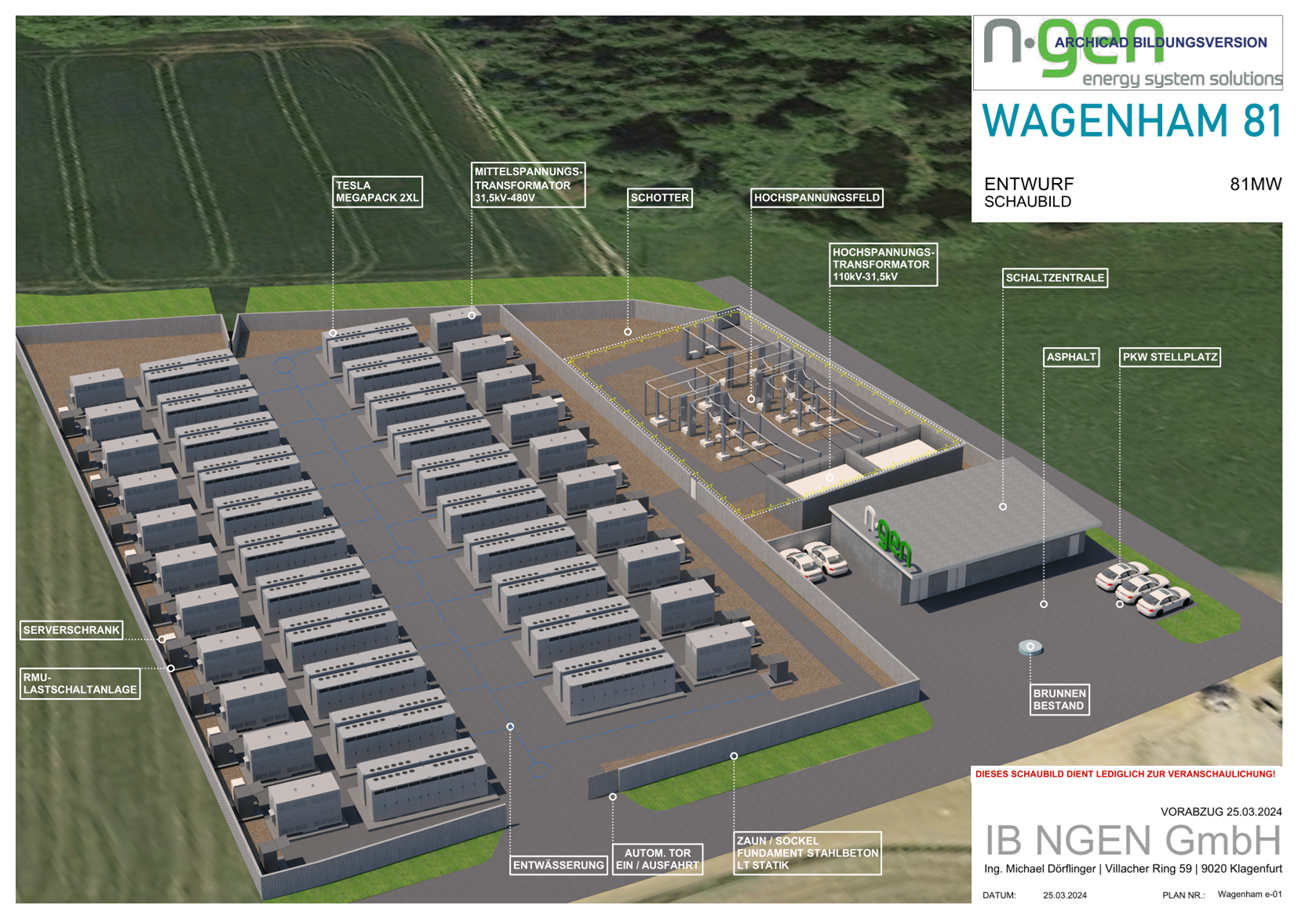 n·gen
ARCHICAD BILDUNGSVERSION
energy system solutions
WAGENHAM 81
ENTWURF 81MW
SCHAUBILD
TESLA
MEGAPACK 2XL
MITTELSPANNUNGS-
TRANSFORMATOR
31,5kV-480V
SCHOTTER
HOCHSPANNUNGSFELD
HOCHSPANNUNGS-
TRANSFORMATOR
110kV-31,5kV
SCHALTZENTRALE
ASPHALT
PKW STELLPLATZ
n·gen
SERVERSCHRANK
RMU-
LASTSCHALTANLAGE
BRUNNEN
BESTAND
ENTWÄSSERUNG
AUTOM. TOR
EIN / AUSFAHRT
ZAUN / SOCKEL
FUNDAMENT STAHLBETON
LT STATIK
DIESES SCHAUBILD DIENT LEDIGLICH ZUR VERANSCHAULICHUNG!
VORABZUG 25.03.2024
IB NGEN GmbH
Ing. Michael Dörflinger | Villacher Ring 59 | 9020 Klagenfurt
DATUM: 25.03.2024 PLAN NR.: Wagenham e-01